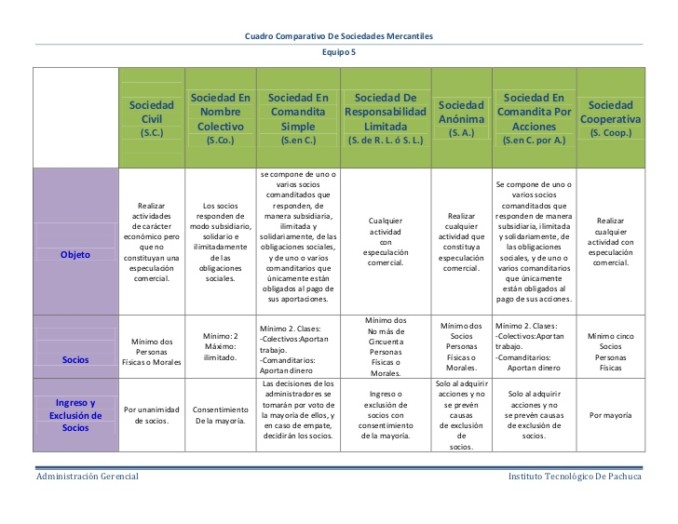 Cuadro Comparativo De Sociedades Mercantiles
Equipo 5
Sociedad
Civil
(S.C.)
Sociedad En
Nombre
Colectivo
(S.Co.)
Sociedad En
Comandita
Simple
(S.en C.)
Sociedad De
Responsabilidad
Limitada
(S. de R. L. ó S. L.)
Sociedad
Anónima
(S. A.)
Sociedad En
Comandita Por
Acciones
(S.en C. por A.)
Sociedad
Cooperativa
(S. Coop.)
Objeto
Realizar
actividades
de carácter
económico pero
que no
constituyan una
especulación
comercial.
Los socios
responden de
modo subsidiario,
solidario e
ilimitadamente
de las
obligaciones
sociales.
se compone de uno o
varios socios
comanditados que
responden, de
manera subsidiaria,
ilimitada y
solidariamente, de las
obligaciones sociales,
y de uno o varios
comanditarios que
únicamente están
obligados al pago de
sus aportaciones.
Cualquier
actividad
con
especulación
comercial.
Realizar
cualquier
actividad que
constituya
especulación
comercial.
Se compone de uno o
varios socios
comanditados que
responden de manera
subsidiaria, ilimitada
y solidariamente, de
las obligaciones
sociales, y de uno o
varios comanditarios
que únicamente
están obligados al
pago de sus acciones.
Realizar
cualquier
actividad con
especulación
comercial.
Socios
Mínimo dos
Personas
Físicas o Morales
Mínimo: 2
Máximo:
ilimitado.
Mínimo 2. Clases:
-Colectivos:Aportan
trabajo.
-Comanditarios:
Aportan dinero
Mínimo dos
No más de
Cincuenta
Personas
Físicas o
Morales.
Mínimo dos
Socios
Personas
Físicas o
Morales.
Mínimo 2. Clases:
-Colectivos:Aportan
trabajo.
-Comanditarios:
Aportan dinero
Mínimo cinco
Socios
Personas
Físicas
Ingreso y
Exclusión de
Socios
Por unanimidad
de socios.
Consentimiento
De la mayoría.
Las decisiones de los
administradores se
tomarán por voto de
la mayoría de ellos, y
en caso de empate,
decidirán los socios.
Ingreso o
exclusión de
socios con
consentimiento
de la mayoría.
Solo al adquirir
acciones y no
se prevén
causas
de exclusión
de
socios.
Solo al adquirir
acciones y no
se prevén causas
de exclusión de
socios.
Por mayoría
Administración Gerencial
Instituto Tecnológico De Pachuca